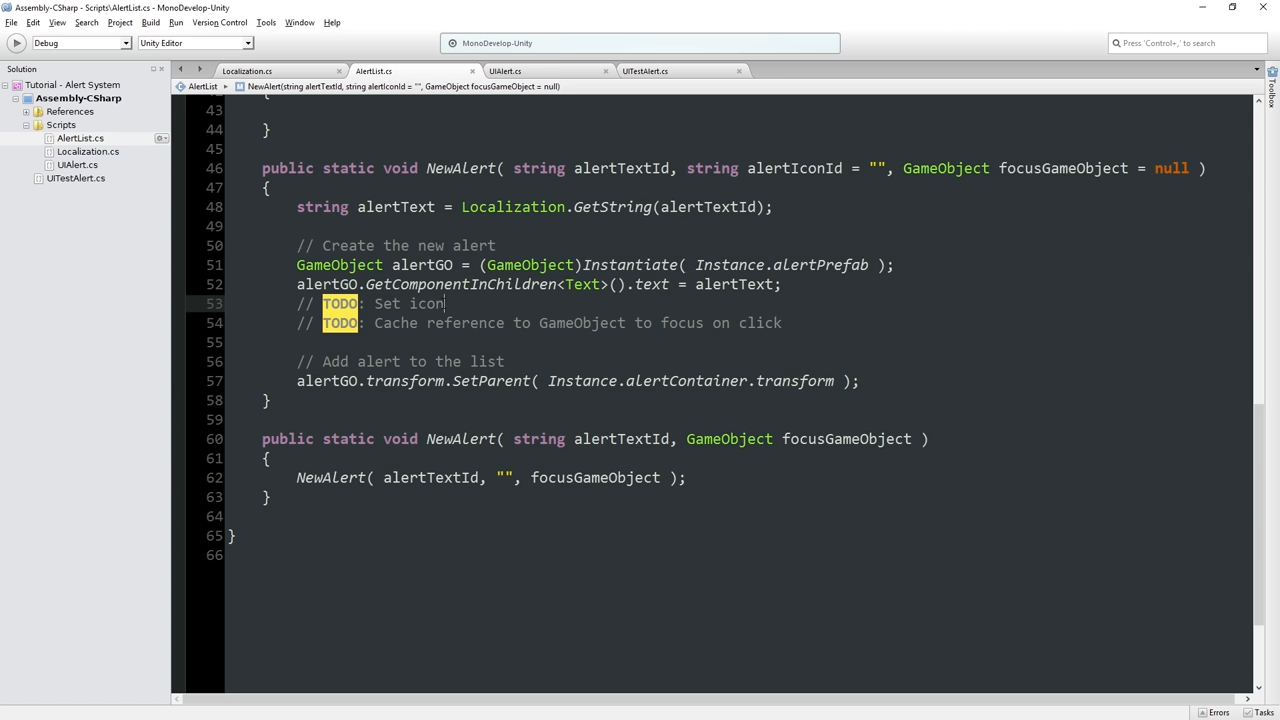 Assembly-CSharp - Scripts\AlertList.cs - MonoDevelop-Unity
File Edit View Search Project Build Run Version Control Tools Window Help
Debug Unity Editor MonoDevelop-Unity Press 'Control+,' to search
Solution
Tutorial - Alert System
Assembly-CSharp
References
Scripts
AlertList.cs
Localization.cs
UIAlert.cs
UITestAlert.cs
Localization.cs AlertList.cs UIAlert.cs UITestAlert.cs
AlertList NewAlert(string alertTextId, string alertIconId = "", GameObject focusGameObject = null)
Toolbox
{
43
44 }
45
46 public static void NewAlert( string alertTextId, string alertIconId = "", GameObject focusGameObject = null )
47 {
48 string alertText = Localization.GetString(alertTextId);
49
50 // Create the new alert
51 GameObject alertGO = (GameObject)Instantiate( Instance.alertPrefab );
52 alertGO.GetComponentInChildren<Text>().text = alertText;
53 // TODO: Set icon
54 // TODO: Cache reference to GameObject to focus on click
55
56 // Add alert to the list
57 alertGO.transform.SetParent( Instance.alertContainer.transform );
58 }
59
60 public static void NewAlert( string alertTextId, GameObject focusGameObject )
61 {
62 NewAlert( alertTextId, "", focusGameObject );
63 }
64
65 }
66
Errors Tasks